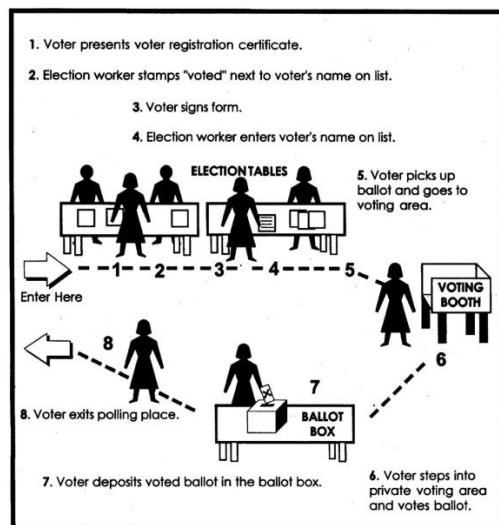 1. Voter presents voter registration certificate.
2. Election worker stamps "voted" next to voter's name on list.
3. Voter signs form.
4. Election worker enters voter's name on list.
ELECTION TABLES
5. Voter picks up
ballot and goes to
voting area.
1 2 3 4 5
Enter Here
VOTING
BOOTH
8
6
7
8. Voter exits polling place.
BALLOT
BOX
7. Voter deposits voted ballot in the ballot box.
6. Voter steps into
private voting area
and votes ballot.